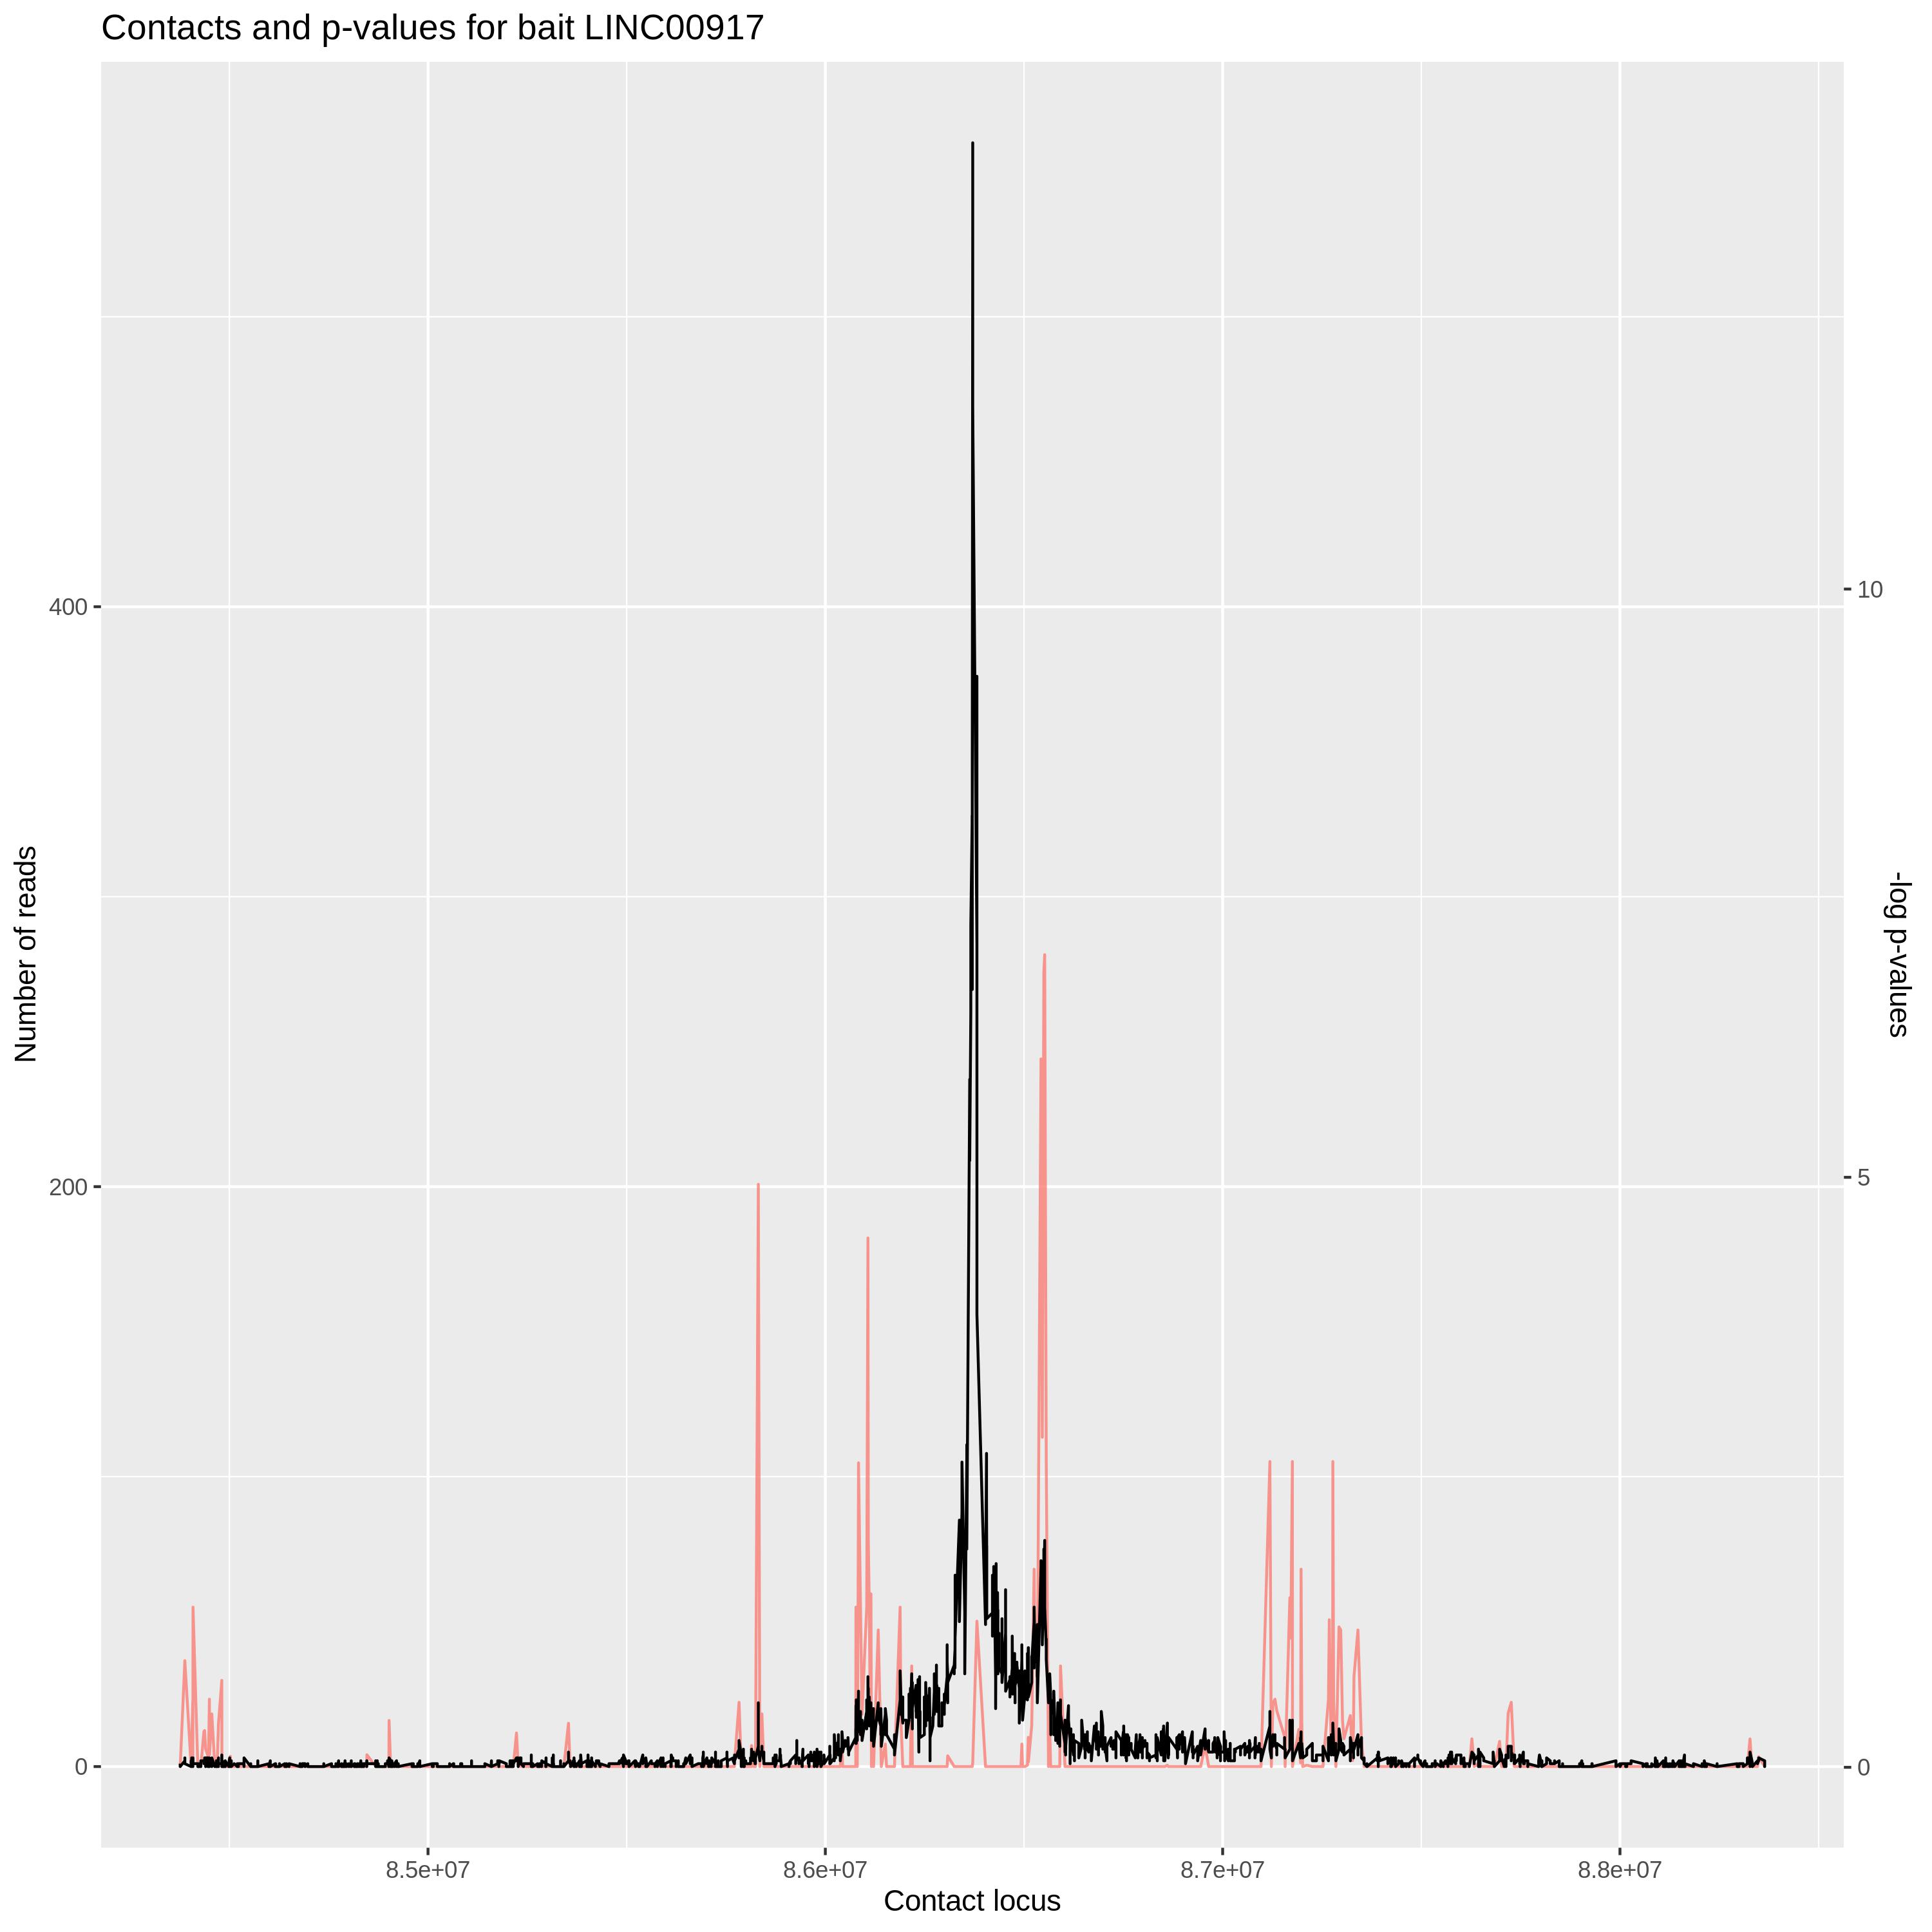 Contacts and p-values for bait LINC00917
Number of reads
400
200
0
10
5
0
-log p-values
8.5e+07
8.6e+07
8.7e+07
8.8e+07
Contact locus